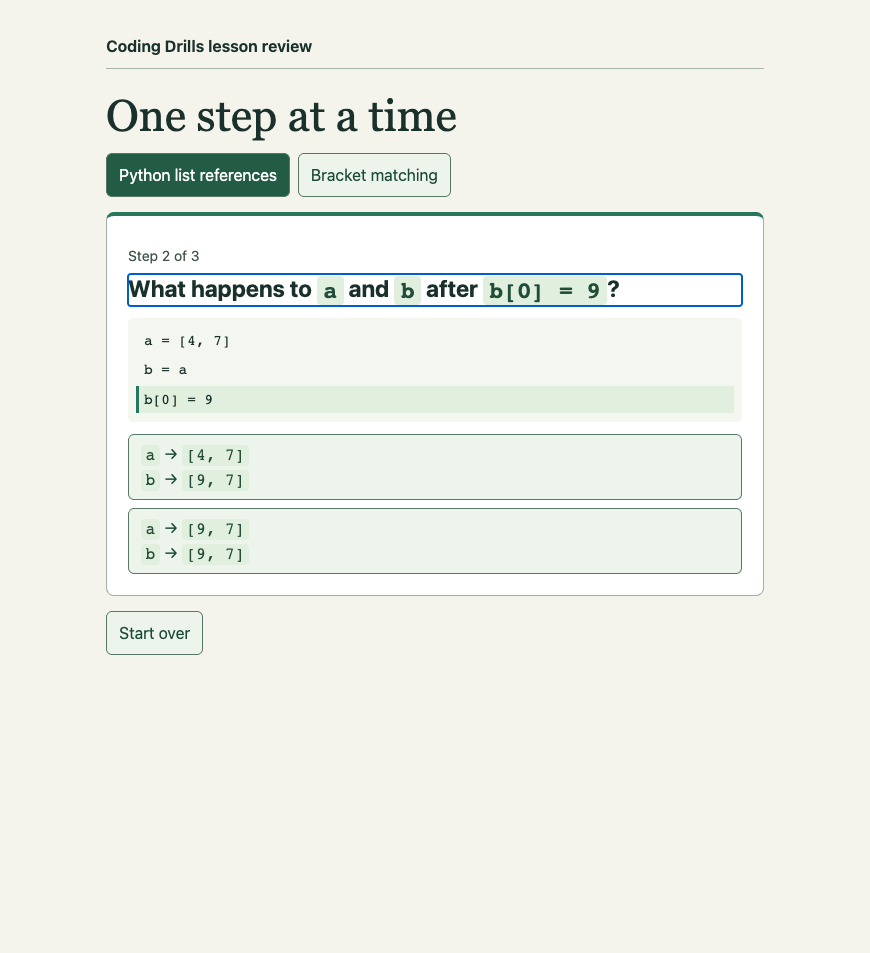 Coding Drills lesson review
One step at a time
Python list references
Bracket matching
Step 2 of 3
What happens to a and b after b[0] = 9?
a = [4, 7]
b = a
b[0] = 9
a → [4, 7]
b → [9, 7]
a → [9, 7]
b → [9, 7]
Start over